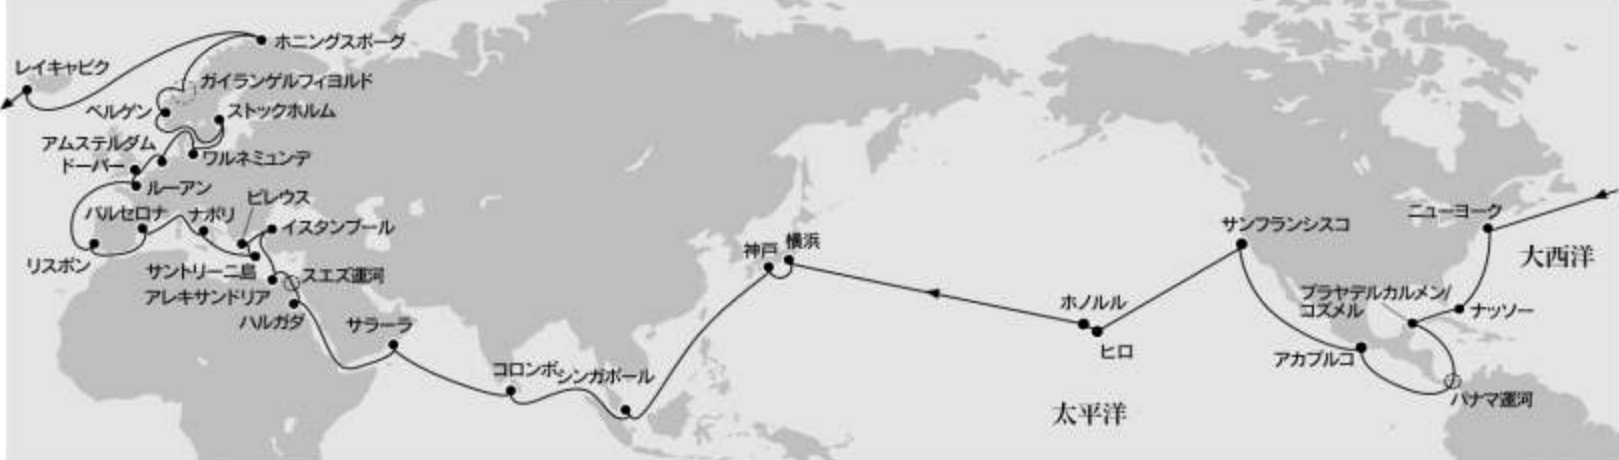 ホニングスボーグ
レイキャビク
ガイランゲルフィヨルド
ベルゲン
ストックホルム
アムステルダム
ワルネミュンデ
ドーバー
ルーアン
ピレウス
バルセロナ
ナポリ
イスタンブール
リスボン
サントリーニ島
スエズ運河
アレキサンドリア
ハルガダ
サラーラ
コロンボ
シンガポール
神戸
横浜
ホノルル
ヒロ
太平洋
サンフランシスコ
ニューヨーク
大西洋
プラヤデルカルメン/
コズメル
ナッソー
アカプルコ
パナマ運河